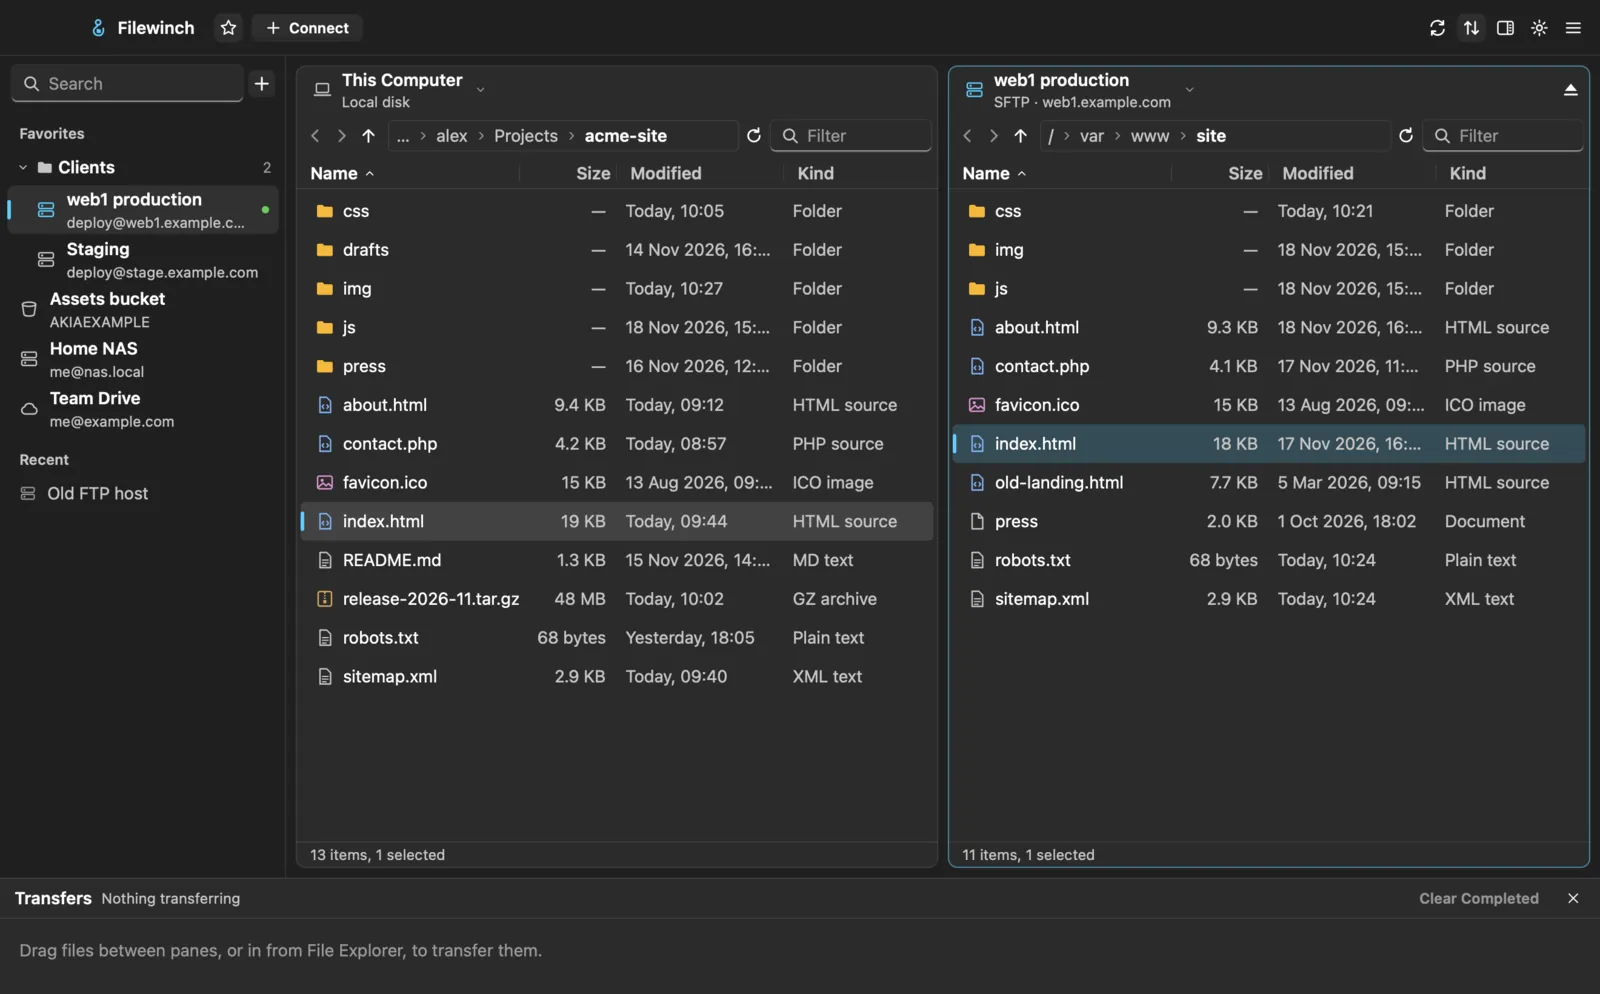 Filewinch
Connect
Search
Favorites
Clients 2
web1 production
deploy@web1.example.c...
Staging
deploy@stage.example.com
Assets bucket
AKIAEXAMPLE
Home NAS
me@nas.local
Team Drive
me@example.com
Recent
Old FTP host
This Computer
Local disk
... > alex > Projects > acme-site
Filter
Name Size Modified Kind
css — Today, 10:05 Folder
drafts — 14 Nov 2026, 16:... Folder
img — Today, 10:27 Folder
js — 18 Nov 2026, 15:... Folder
press — 16 Nov 2026, 12:... Folder
about.html 9.4 KB Today, 09:12 HTML source
contact.php 4.2 KB Today, 08:57 PHP source
favicon.ico 15 KB 13 Aug 2026, 09:... ICO image
index.html 19 KB Today, 09:44 HTML source
README.md 1.3 KB 15 Nov 2026, 14:... MD text
release-2026-11.tar.gz 48 MB Today, 10:02 GZ archive
robots.txt 68 bytes Yesterday, 18:05 Plain text
sitemap.xml 2.9 KB Today, 09:40 XML text
13 items, 1 selected
web1 production
SFTP · web1.example.com
/ > var > www > site
Filter
Name Size Modified Kind
css — Today, 10:21 Folder
img — 18 Nov 2026, 15:... Folder
js — 18 Nov 2026, 15:... Folder
about.html 9.3 KB 18 Nov 2026, 16:... HTML source
contact.php 4.1 KB 17 Nov 2026, 11:... PHP source
favicon.ico 15 KB 13 Aug 2026, 09:... ICO image
index.html 18 KB 17 Nov 2026, 16:... HTML source
old-landing.html 7.7 KB 5 Mar 2026, 09:15 HTML source
press 2.0 KB 1 Oct 2026, 18:02 Document
robots.txt 68 bytes Today, 10:24 Plain text
sitemap.xml 2.9 KB Today, 10:24 XML text
11 items, 1 selected
Transfers Nothing transferring Clear Completed
Drag files between panes, or in from File Explorer, to transfer them.